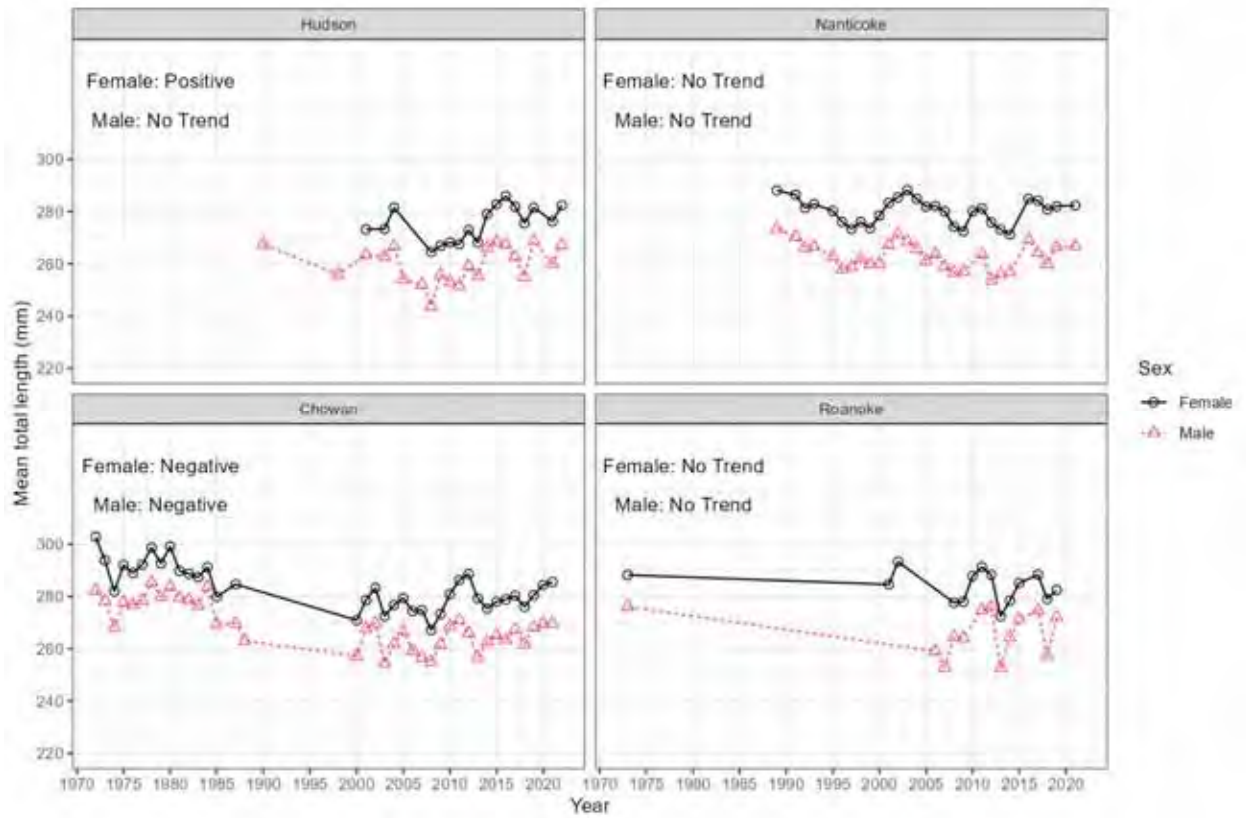 Hudson
Nanticoke
Female: Positive
Male: No Trend
Female: No Trend
Male: No Trend
300
280
260
240
220
Chowan
Roanoke
Female: Negative
Male: Negative
Female: No Trend
Male: No Trend
300
280
260
240
220
1970 1975 1980 1985 1990 1995 2000 2005 2010 2015 2020
1970 1975 1980 1985 1990 1995 2000 2005 2010 2015 2020
Year
Mean total length (mm)
Sex
Female
Male